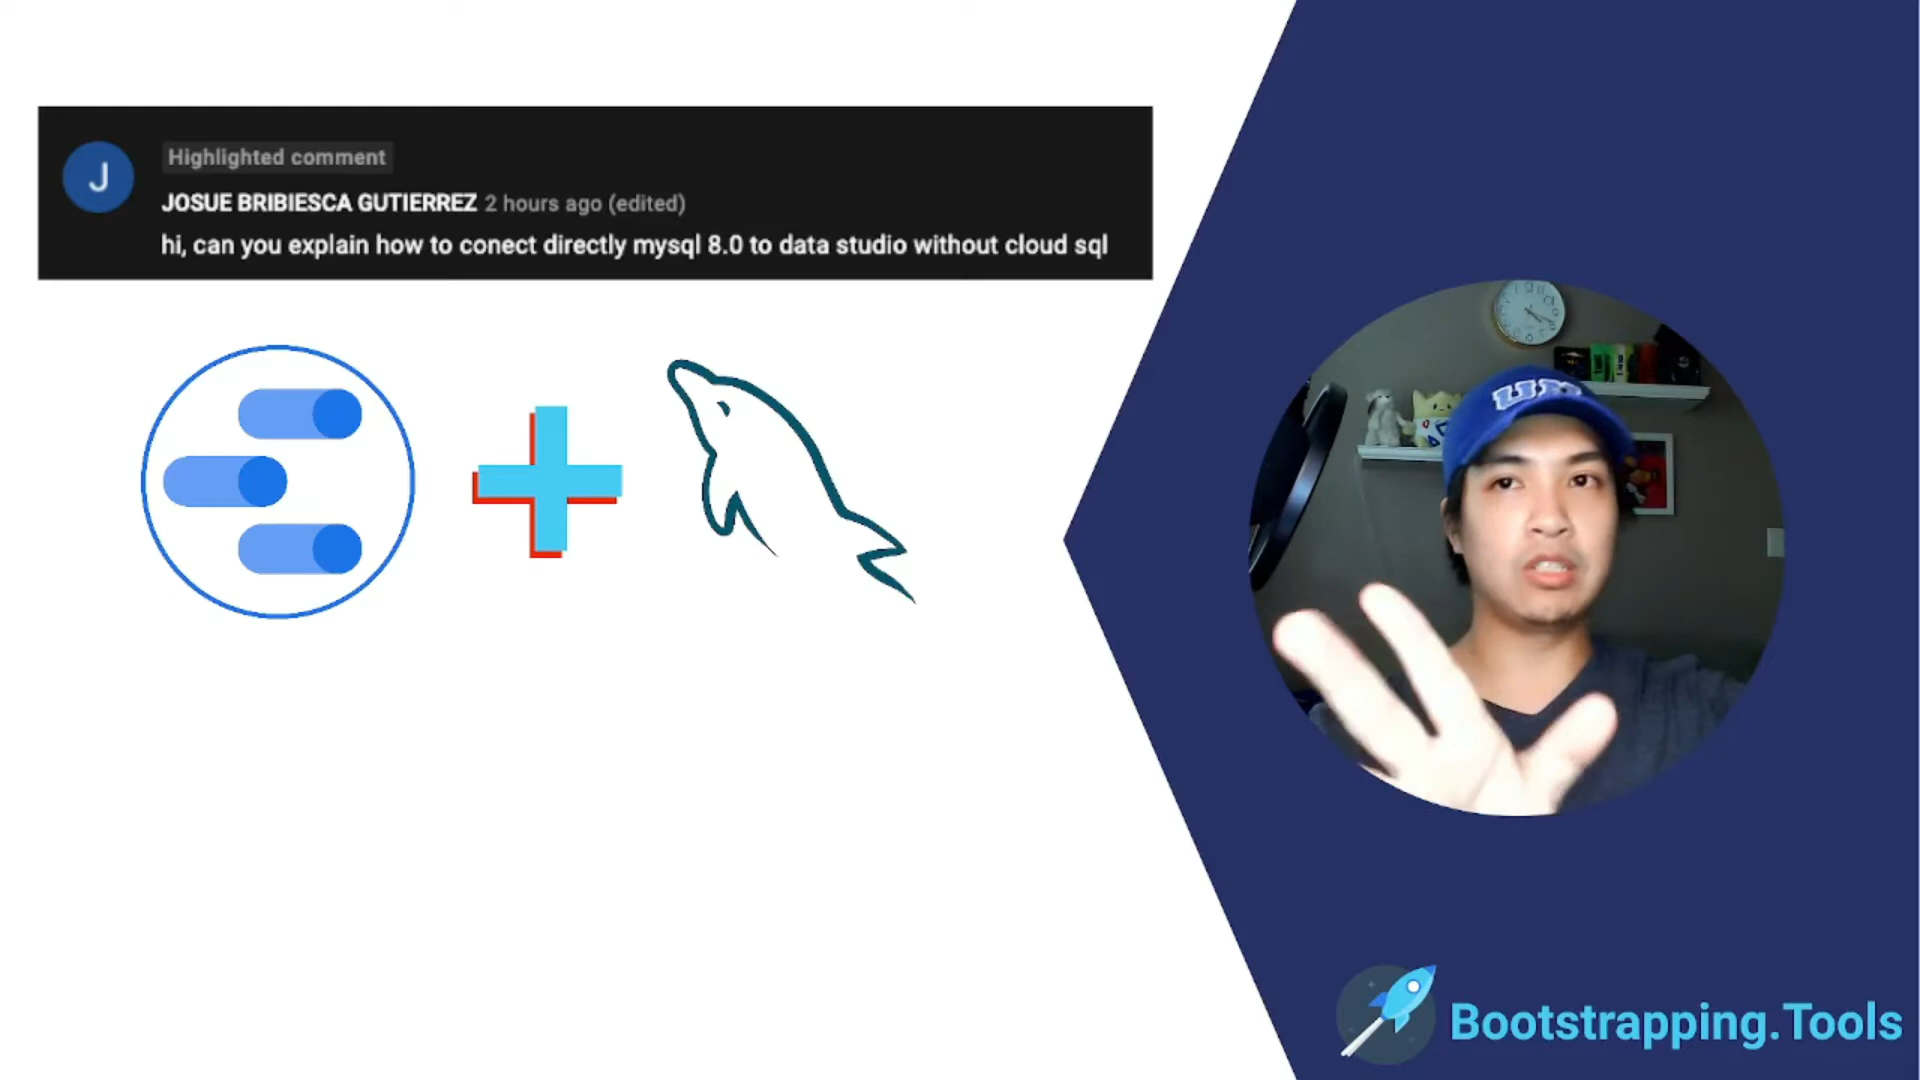 J
Highlighted comment
JOSUE BRIBIESCA GUTIERREZ 2 hours ago (edited)
hi, can you explain how to conect directly mysql 8.0 to data studio without cloud sql
Bootstrapping.Tools